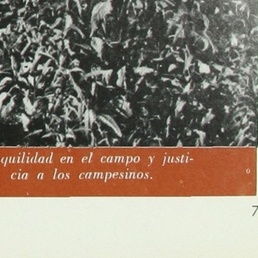 quilidad en el campo y justi-
cia a los campesinos.
7